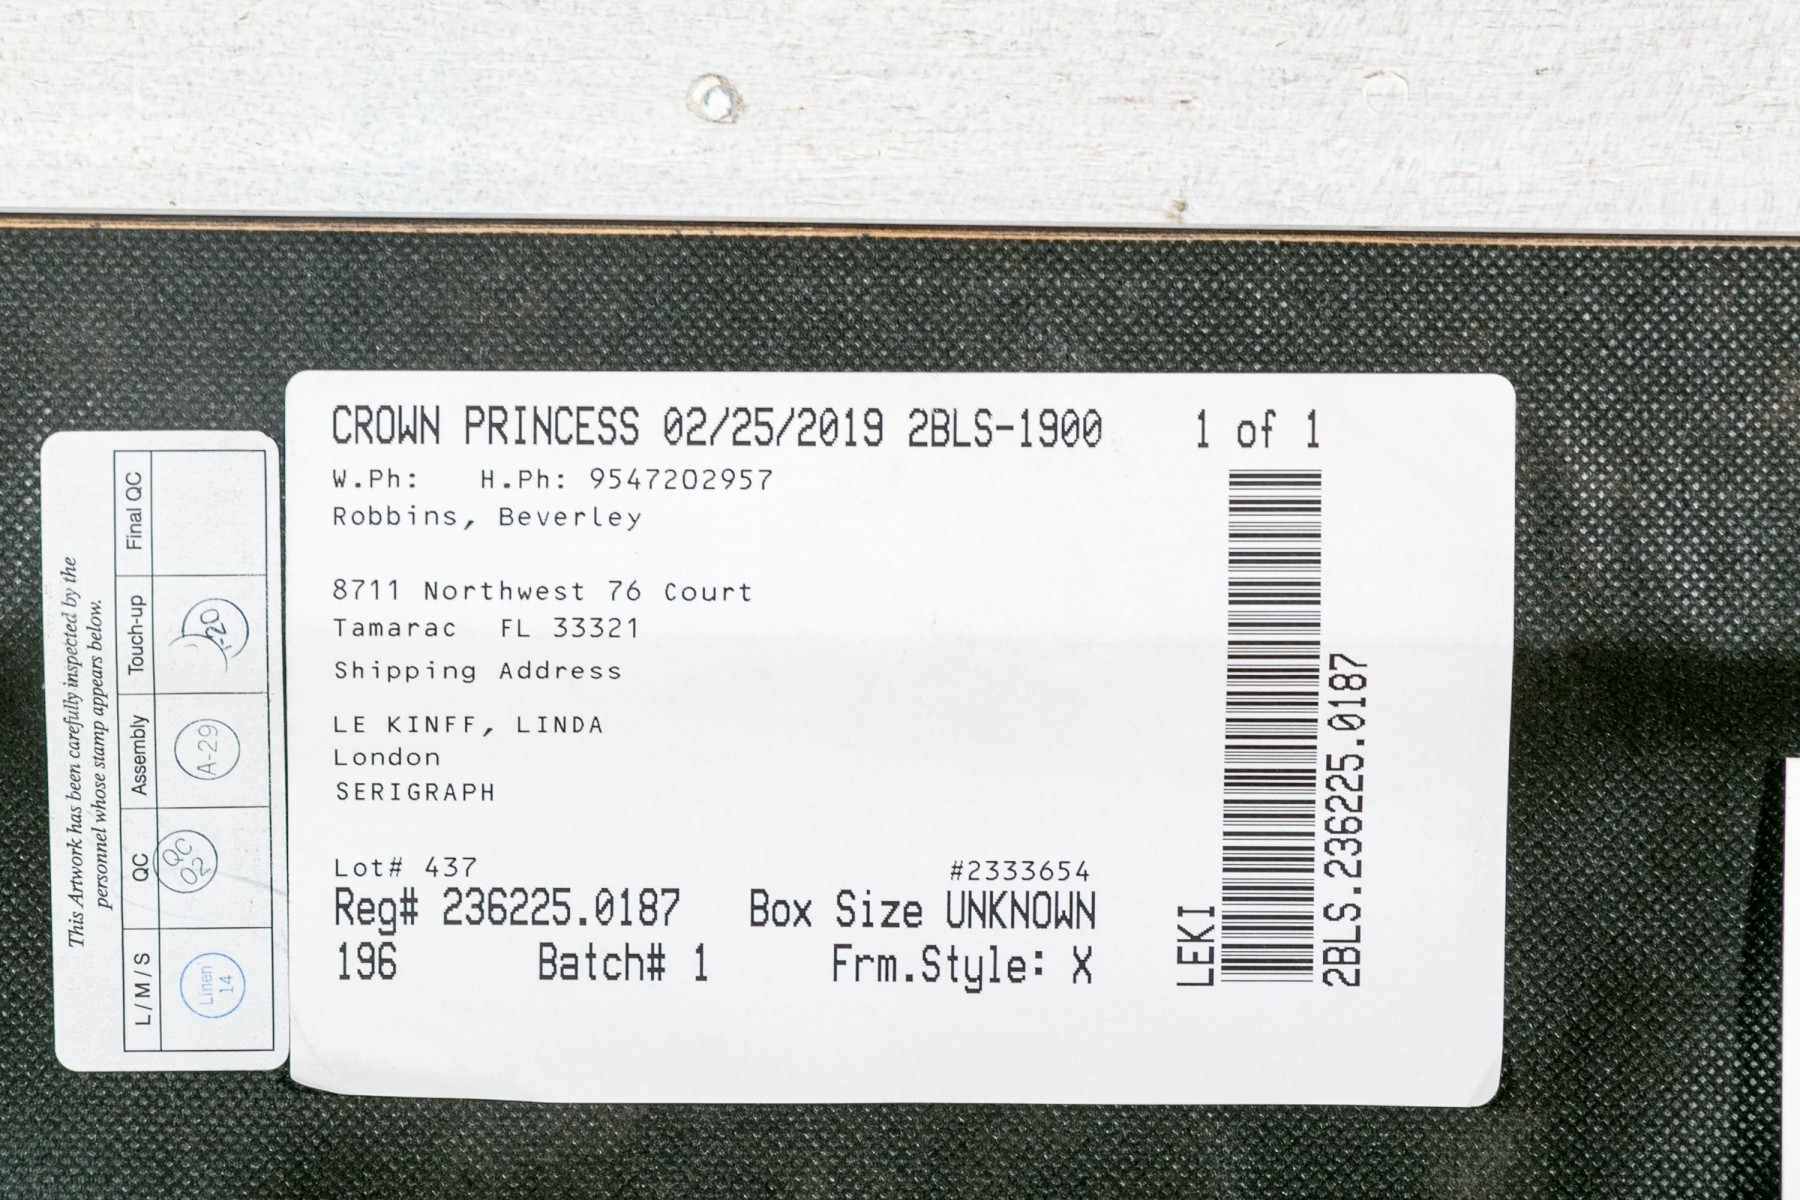 This Artwork has been carefully inspected by the
personnel whose stamp appears below.
L/M/S QC Assembly Touch-up Final QC
Linen 14
QC 02
A-29
CROWN PRINCESS 02/25/2019 2BLS-1900 1 of 1
W.Ph: H.Ph: 9547202957
Robbins, Beverley
8711 Northwest 76 Court
Tamarac FL 33321
Shipping Address
LE KINFF, LINDA
London
SERIGRAPH
Lot# 437 #2333654
Reg# 236225.0187 Box Size UNKNOWN
196 Batch# 1 Frm.Style: X
LEKI
2BLS.236225.0187